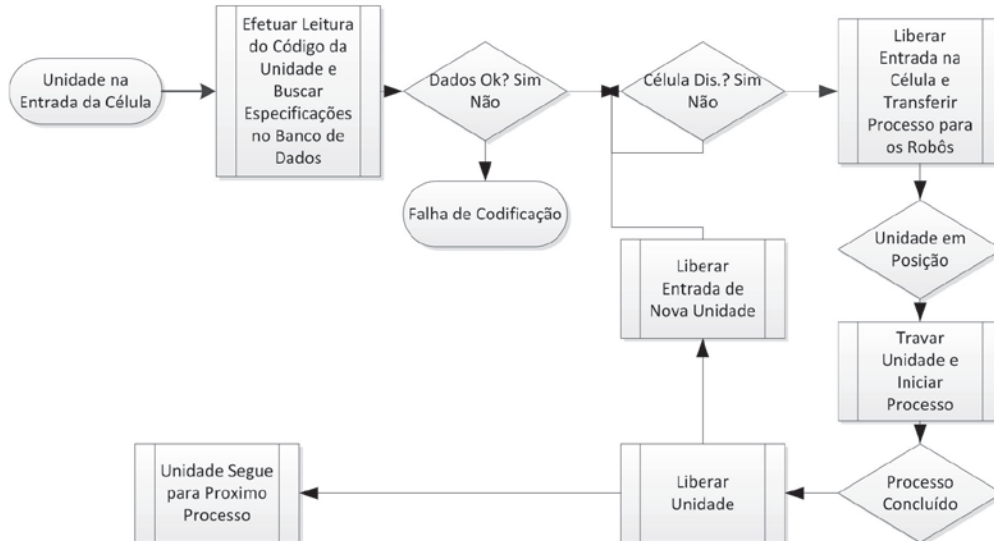 Unidade na
Entrada da Célula
Efetuar Leitura
do Código da
Unidade e
Buscar
Especificações
no Banco de
Dados
Dados Ok? Sim
Não
Célula Dis.? Sim
Não
Liberar
Entrada na
Célula e
Transferir
Processo para
os Robôs
Falha de Codificação
Unidade em
Posição
Liberar
Entrada de
Nova Unidade
Travar
Unidade e
Iniciar
Processo
Unidade Segue
para Proximo
Processo
Liberar
Unidade
Processo
Concluído